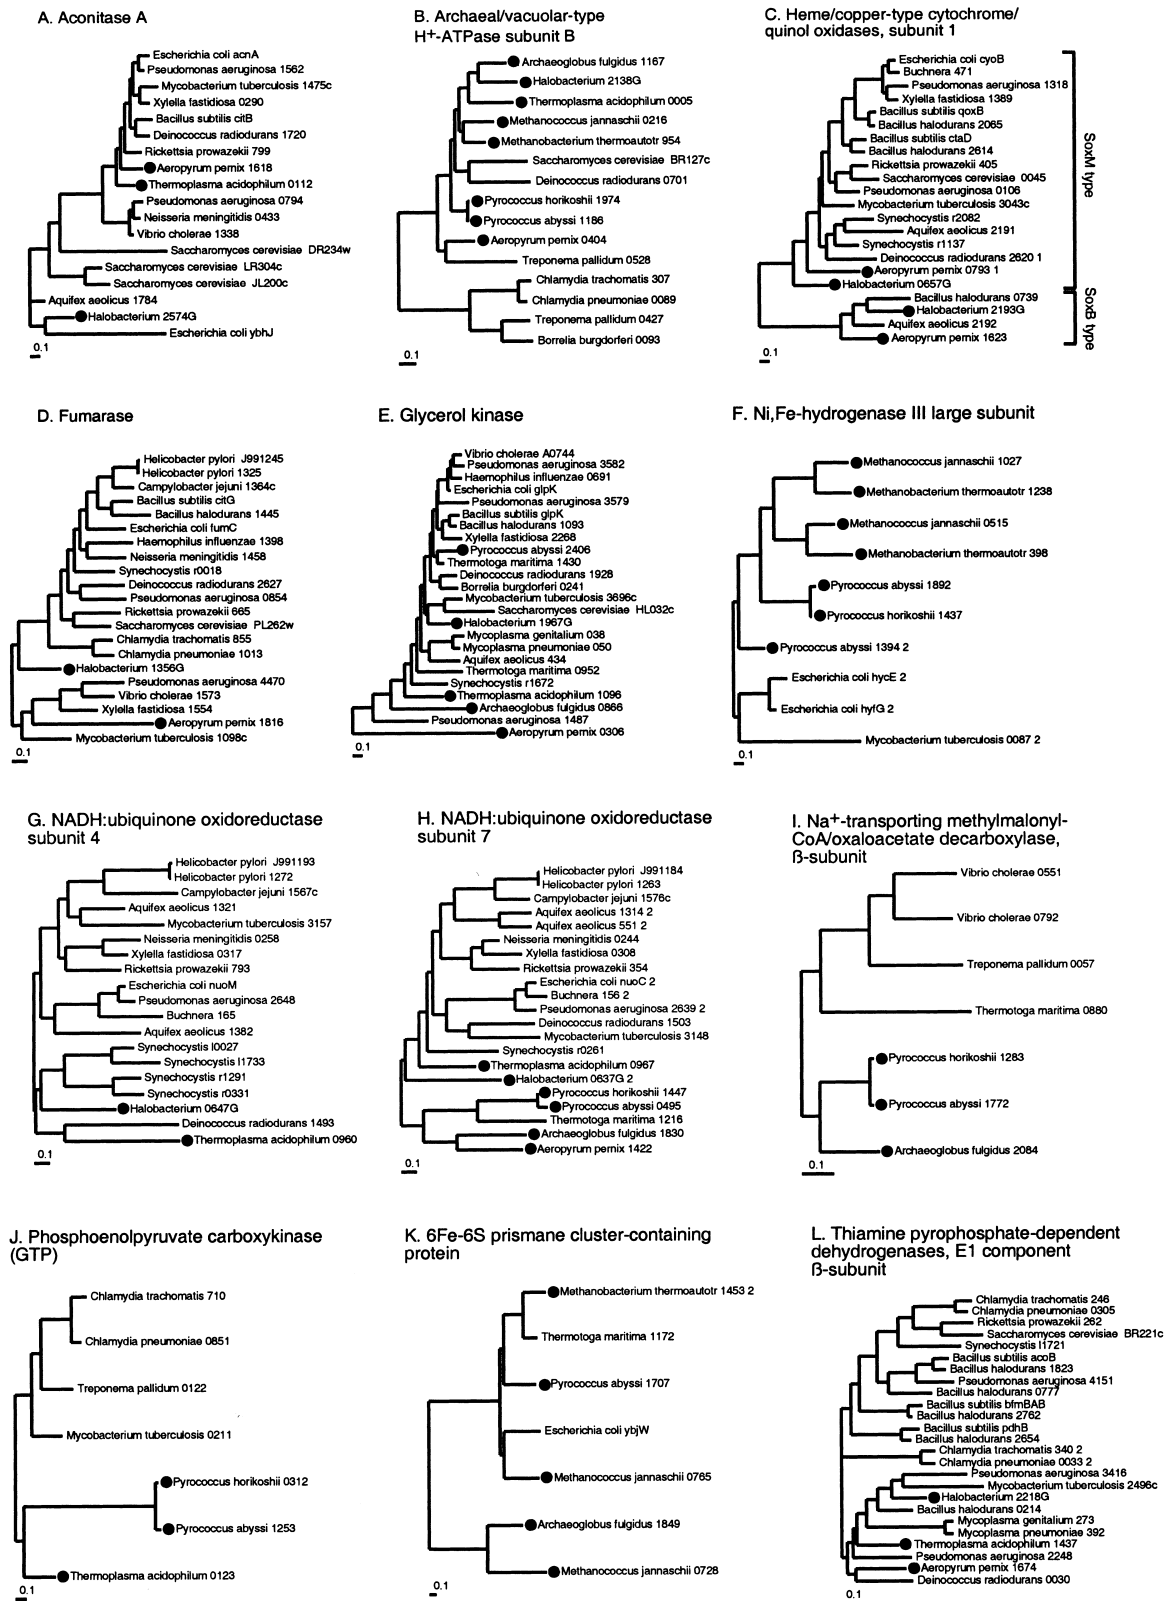 A. Aconitase A
Escherichia coli acnA
Pseudomonas aeruginosa 1562
Mycobacterium tuberculosis 1475c
Xylella fastidiosa 0290
Bacillus subtilis citB
Deinococcus radiodurans 1720
Rickettsia prowazekii 799
Aeropyrum pernix 1618
Thermoplasma acidophilum 0112
Pseudomonas aeruginosa 0794
Neisseria meningitidis 0433
Vibrio cholerae 1338
Saccharomyces cerevisiae DR234w
Saccharomyces cerevisiae LR304c
Saccharomyces cerevisiae JL200c
Aquifex aeolicus 1784
Halobacterium 2574G
Escherichia coli ybhJ
0.1
B. Archaeal/vacuolar-type
H+-ATPase subunit B
Archaeoglobus fulgidus 1167
Halobacterium 2138G
Thermoplasma acidophilum 0005
Methanococcus jannaschii 0216
Methanobacterium thermoautotr 954
Saccharomyces cerevisiae BR127c
Deinococcus radiodurans 0701
Pyrococcus horikoshii 1974
Pyrococcus abyssi 1186
Aeropyrum pernix 0404
Treponema pallidum 0528
Chlamydia trachomatis 307
Chlamydia pneumoniae 0089
Treponema pallidum 0427
Borrelia burgdorferi 0093
0.1
C. Heme/copper-type cytochrome/
quinol oxidases, subunit 1
Escherichia coli cyoB
Buchnera 471
Pseudomonas aeruginosa 1318
Xylella fastidiosa 1389
Bacillus subtilis qoxB
Bacillus halodurans 2065
Bacillus subtilis ctaD
Bacillus halodurans 2614
Rickettsia prowazekii 405
Saccharomyces cerevisiae 0045
Pseudomonas aeruginosa 0106
Mycobacterium tuberculosis 3043c
Synechocystis r2082
Aquifex aeolicus 2191
Synechocystis r1137
Deinococcus radiodurans 2620 1
Aeropyrum pernix 0793 1
Halobacterium 0657G
Bacillus halodurans 0739
Halobacterium 2193G
Aquifex aeolicus 2192
Aeropyrum pernix 1623
SoxM type
SoxB type
0.1
D. Fumarase
Helicobacter pylori J991245
Helicobacter pylori 1325
Campylobacter jejuni 1364c
Bacillus subtilis citG
Bacillus halodurans 1445
Escherichia coli fumC
Haemophilus influenzae 1398
Neisseria meningitidis 1458
Synechocystis r0018
Deinococcus radiodurans 2627
Pseudomonas aeruginosa 0854
Rickettsia prowazekii 665
Saccharomyces cerevisiae PL262w
Chlamydia trachomatis 855
Chlamydia pneumoniae 1013
Halobacterium 1356G
Pseudomonas aeruginosa 4470
Vibrio cholerae 1573
Xylella fastidiosa 1554
Aeropyrum pernix 1816
Mycobacterium tuberculosis 1098c
0.1
E. Glycerol kinase
Vibrio cholerae A0744
Pseudomonas aeruginosa 3582
Haemophilus influenzae 0691
Escherichia coli glpK
Pseudomonas aeruginosa 3579
Bacillus subtilis glpK
Bacillus halodurans 1093
Xylella fastidiosa 2268
Pyrococcus abyssi 2406
Thermotoga maritima 1430
Deinococcus radiodurans 1928
Borrelia burgdorferi 0241
Mycobacterium tuberculosis 3696c
Saccharomyces cerevisiae HL032c
Halobacterium 1967G
Mycoplasma genitalium 038
Mycoplasma pneumoniae 050
Aquifex aeolicus 434
Thermotoga maritima 0952
Synechocystis r1672
Thermoplasma acidophilum 1096
Archaeoglobus fulgidus 0866
Pseudomonas aeruginosa 1487
Aeropyrum pernix 0306
0.1
F. Ni,Fe-hydrogenase III large subunit
Methanococcus jannaschii 1027
Methanobacterium thermoautotr 1238
Methanococcus jannaschii 0515
Methanobacterium thermoautotr 398
Pyrococcus abyssi 1892
Pyrococcus horikoshii 1437
Pyrococcus abyssi 1394 2
Escherichia coli hycE 2
Escherichia coli hyfG 2
Mycobacterium tuberculosis 0087 2
0.1
G. NADH:ubiquinone oxidoreductase
subunit 4
Helicobacter pylori J991193
Helicobacter pylori 1272
Campylobacter jejuni 1567c
Aquifex aeolicus 1321
Mycobacterium tuberculosis 3157
Neisseria meningitidis 0258
Xylella fastidiosa 0317
Rickettsia prowazekii 793
Escherichia coli nuoM
Pseudomonas aeruginosa 2648
Buchnera 165
Aquifex aeolicus 1382
Synechocystis l0027
Synechocystis l1733
Synechocystis r1291
Synechocystis r0331
Halobacterium 0647G
Deinococcus radiodurans 1493
Thermoplasma acidophilum 0960
0.1
H. NADH:ubiquinone oxidoreductase
subunit 7
Helicobacter pylori J991184
Helicobacter pylori 1263
Campylobacter jejuni 1576c
Aquifex aeolicus 1314 2
Aquifex aeolicus 551 2
Neisseria meningitidis 0244
Xylella fastidiosa 0308
Rickettsia prowazekii 354
Escherichia coli nuoC 2
Buchnera 156 2
Pseudomonas aeruginosa 2639 2
Deinococcus radiodurans 1503
Mycobacterium tuberculosis 3148
Synechocystis r0261
Thermoplasma acidophilum 0967
Halobacterium 0637G 2
Pyrococcus horikoshii 1447
Pyrococcus abyssi 0495
Thermotoga maritima 1216
Archaeoglobus fulgidus 1830
Aeropyrum pernix 1422
0.1
I. Na+-transporting methylmalonyl-
CoA/oxaloacetate decarboxylase,
ß-subunit
Vibrio cholerae 0551
Vibrio cholerae 0792
Treponema pallidum 0057
Thermotoga maritima 0880
Pyrococcus horikoshii 1283
Pyrococcus abyssi 1772
Archaeoglobus fulgidus 2084
0.1
J. Phosphoenolpyruvate carboxykinase
(GTP)
Chlamydia trachomatis 710
Chlamydia pneumoniae 0851
Treponema pallidum 0122
Mycobacterium tuberculosis 0211
Pyrococcus horikoshii 0312
Pyrococcus abyssi 1253
Thermoplasma acidophilum 0123
0.1
K. 6Fe-6S prismane cluster-containing
protein
Methanobacterium thermoautotr 1453 2
Thermotoga maritima 1172
Pyrococcus abyssi 1707
Escherichia coli ybjW
Methanococcus jannaschii 0765
Archaeoglobus fulgidus 1849
Methanococcus jannaschii 0728
0.1
L. Thiamine pyrophosphate-dependent
dehydrogenases, E1 component
ß-subunit
Chlamydia trachomatis 246
Chlamydia pneumoniae 0305
Rickettsia prowazekii 262
Saccharomyces cerevisiae BR221c
Synechocystis l1721
Bacillus subtilis acoB
Bacillus halodurans 1823
Pseudomonas aeruginosa 4151
Bacillus halodurans 0777
Bacillus subtilis bfmBAB
Bacillus halodurans 2762
Bacillus subtilis pdhB
Bacillus halodurans 2654
Chlamydia trachomatis 340 2
Chlamydia pneumoniae 0033 2
Pseudomonas aeruginosa 3416
Mycobacterium tuberculosis 2496c
Halobacterium 2218G
Bacillus halodurans 0214
Mycoplasma genitalium 273
Mycoplasma pneumoniae 392
Thermoplasma acidophilum 1437
Pseudomonas aeruginosa 2248
Aeropyrum pernix 1674
Deinococcus radiodurans 0030
0.1